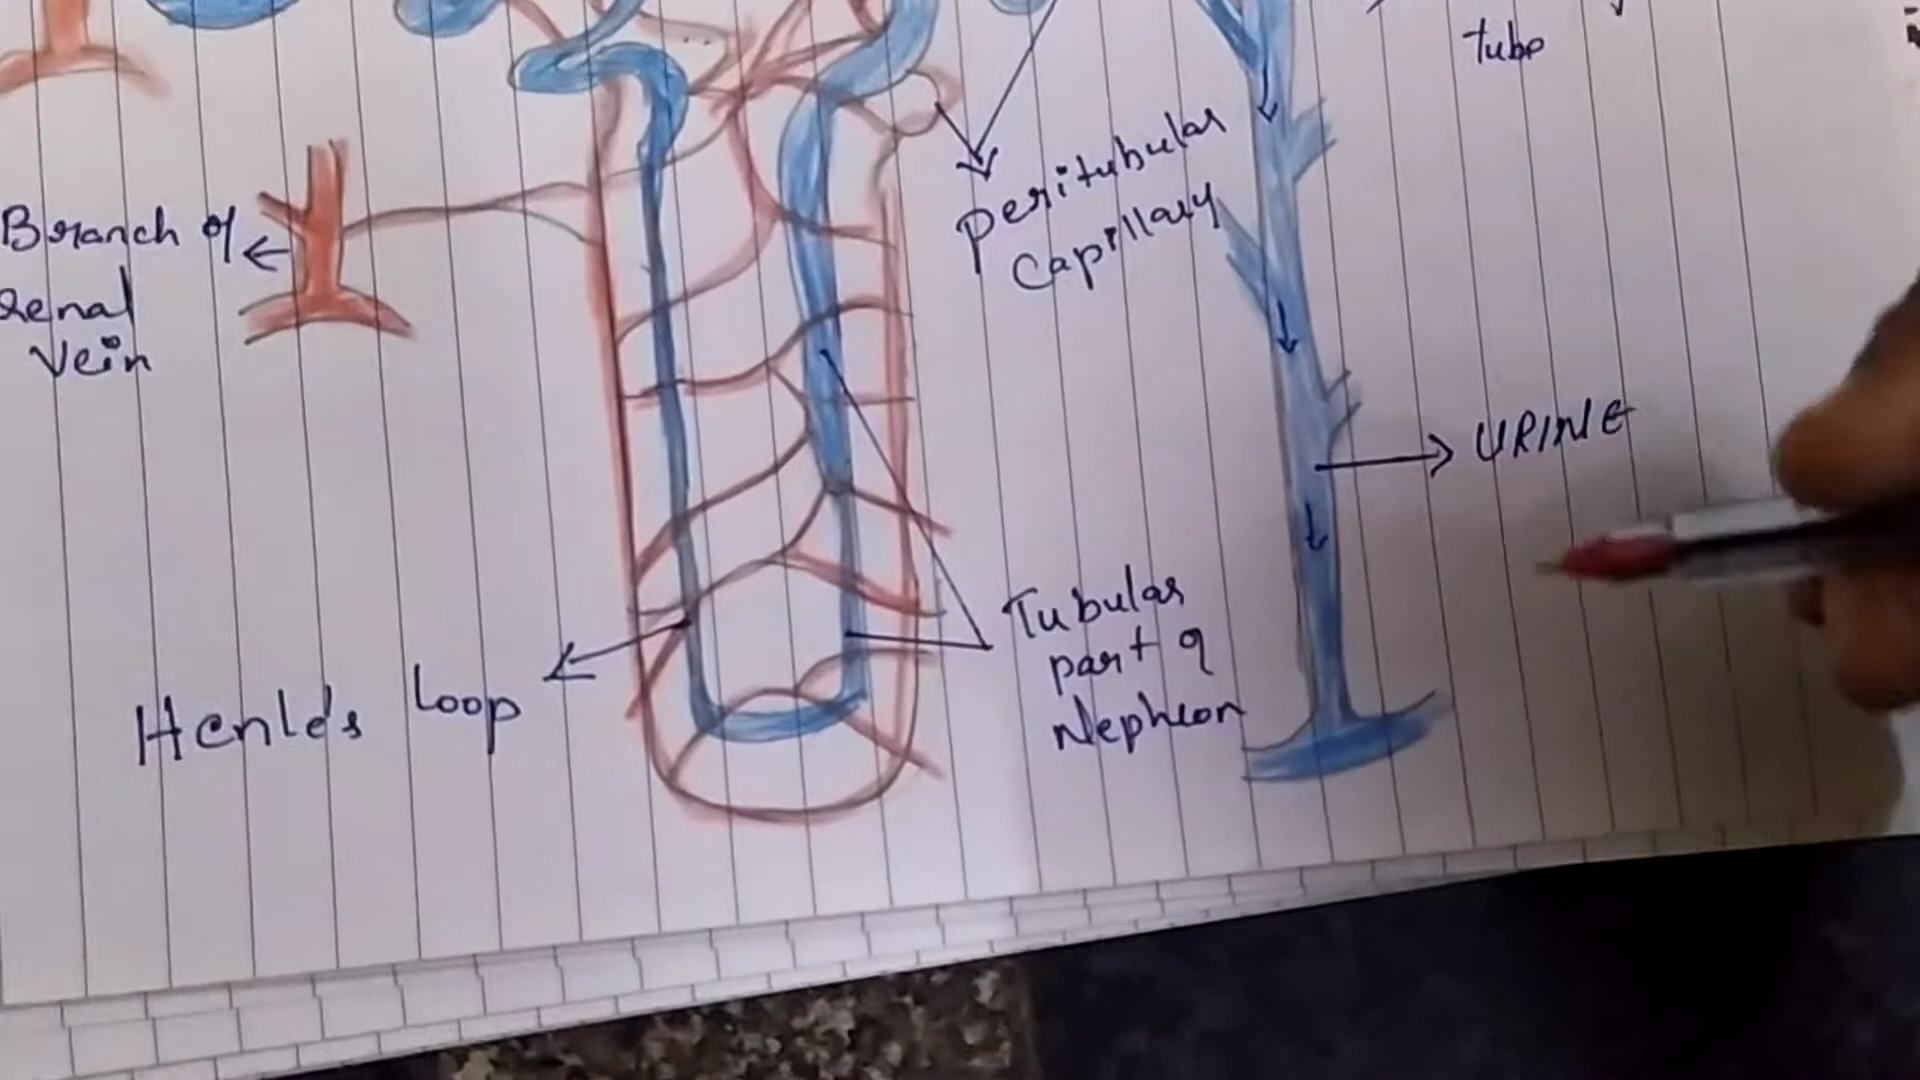 tube
Peritubular
Capillary
Branch of
renal
Vein
URINE
Tubular
part of
Nephron
Henle's Loop